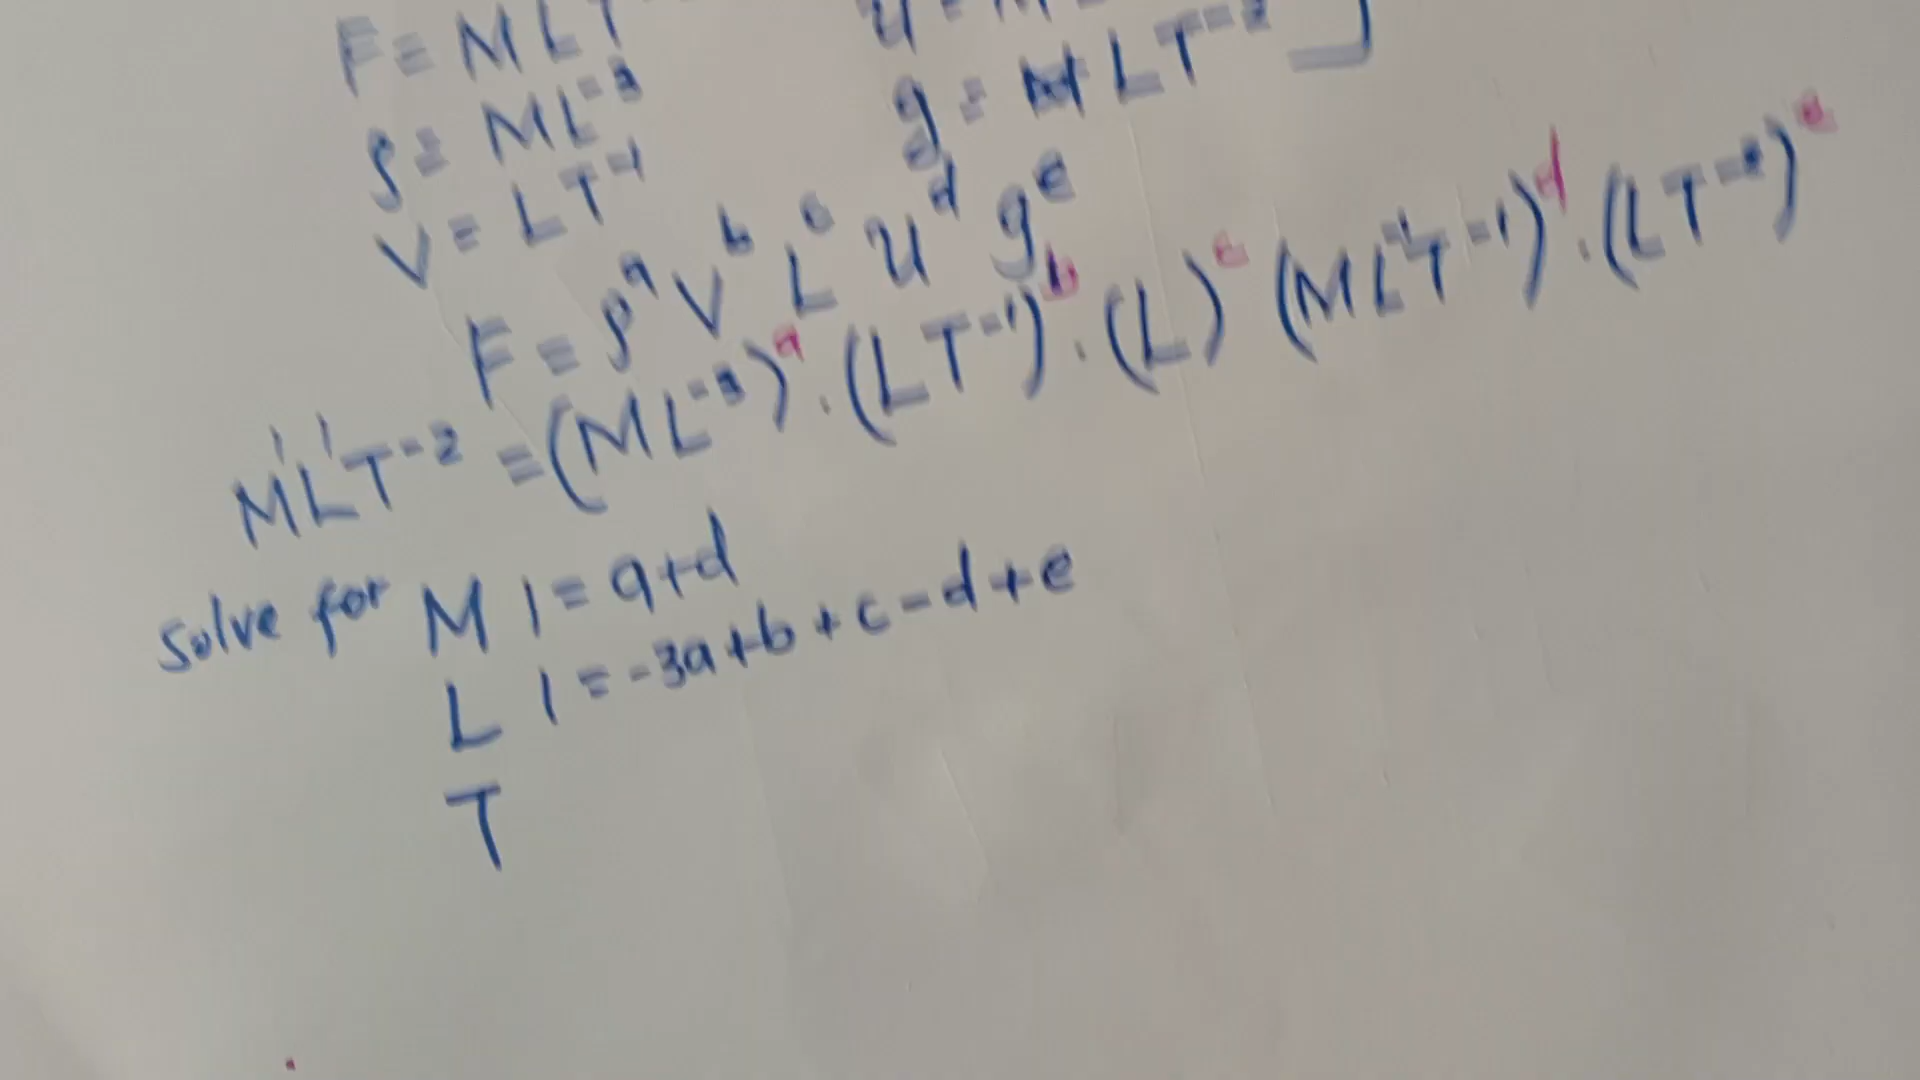 F = MLT
ρ = ML⁻³
g = LT⁻²
V = LT⁻¹
F = ρᵃ Vᵇ Lᶜ uᵈ gᵉ
M¹L¹T⁻² = (ML⁻³)ᵃ . (LT⁻¹)ᵇ . (L)ᶜ (ML⁻¹T⁻¹)ᵈ . (LT⁻²)ᵉ
Solve for M 1 = a+d
L 1 = -3a+b+c-d+e
T